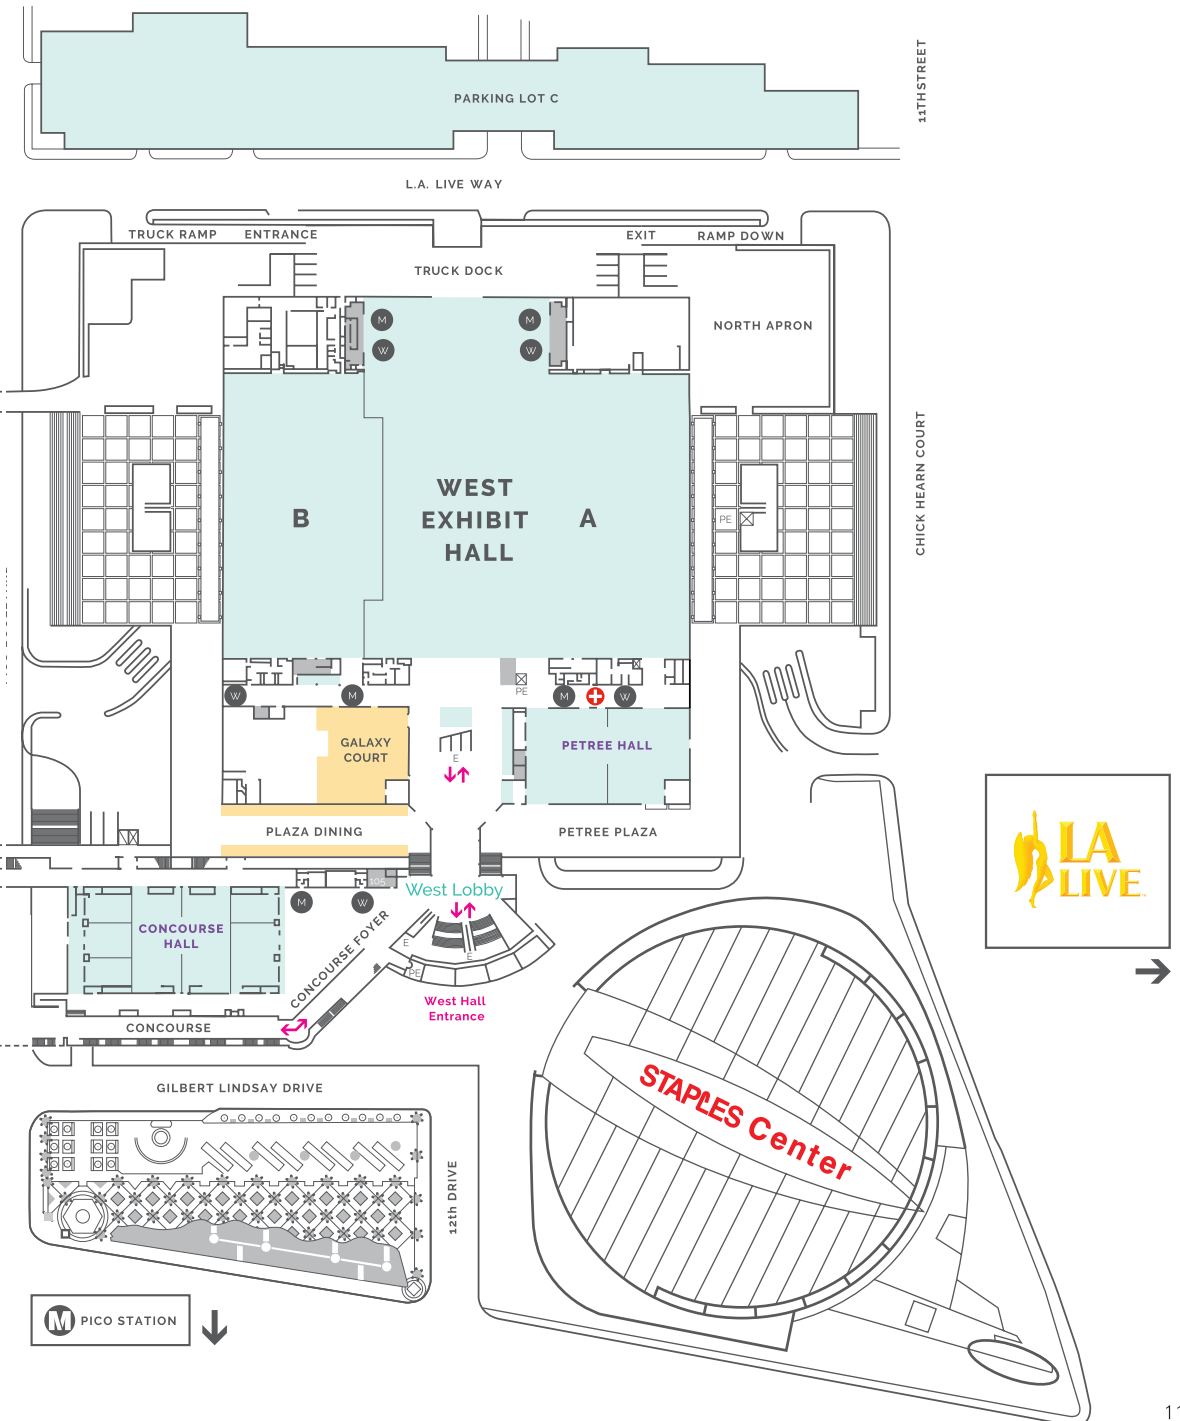 11TH STREET
PARKING LOT C
L.A. LIVE WAY
TRUCK RAMP ENTRANCE
EXIT RAMP DOWN
TRUCK DOCK
M
M
NORTH APRON
W
W
CHICK HEARN COURT
WEST
EXHIBIT
HALL
B
A
PE
PE
W
M
M
W
GALAXY
COURT
PETREE HALL
E
PLAZA DINING
PETREE PLAZA
LA
LIVE
105
West Lobby
M
W
CONCOURSE
HALL
CONCOURSE FOYER
E
E
PE
West Hall
Entrance
CONCOURSE
STAPLES Center
GILBERT LINDSAY DRIVE
12th DRIVE
M PICO STATION
11